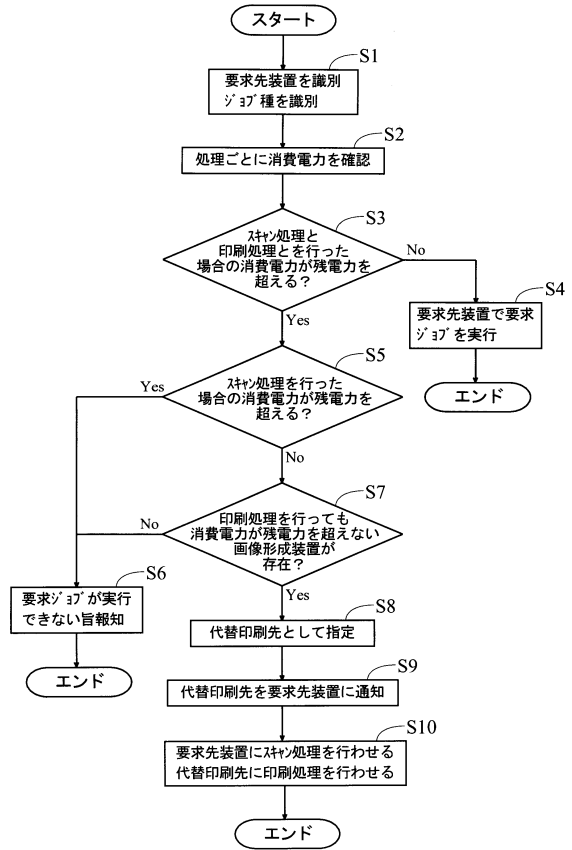 スタート
S1
要求先装置を識別
ｼﾞｮﾌﾞ種を識別
S2
処理ごとに消費電力を確認
S3
ｽｷｬﾝ処理と
印刷処理とを行った
場合の消費電力が残電力を
超える？
No
Yes
S4
要求先装置で要求
ｼﾞｮﾌﾞを実行
エンド
S5
ｽｷｬﾝ処理を行った
場合の消費電力が残電力を
超える？
Yes
No
S7
印刷処理を行っても
消費電力が残電力を超えない
画像形成装置が
存在？
No
Yes
S6
要求ｼﾞｮﾌﾞが実行
できない旨報知
エンド
S8
代替印刷先として指定
S9
代替印刷先を要求先装置に通知
S10
要求先装置にｽｷｬﾝ処理を行わせる
代替印刷先に印刷処理を行わせる
エンド